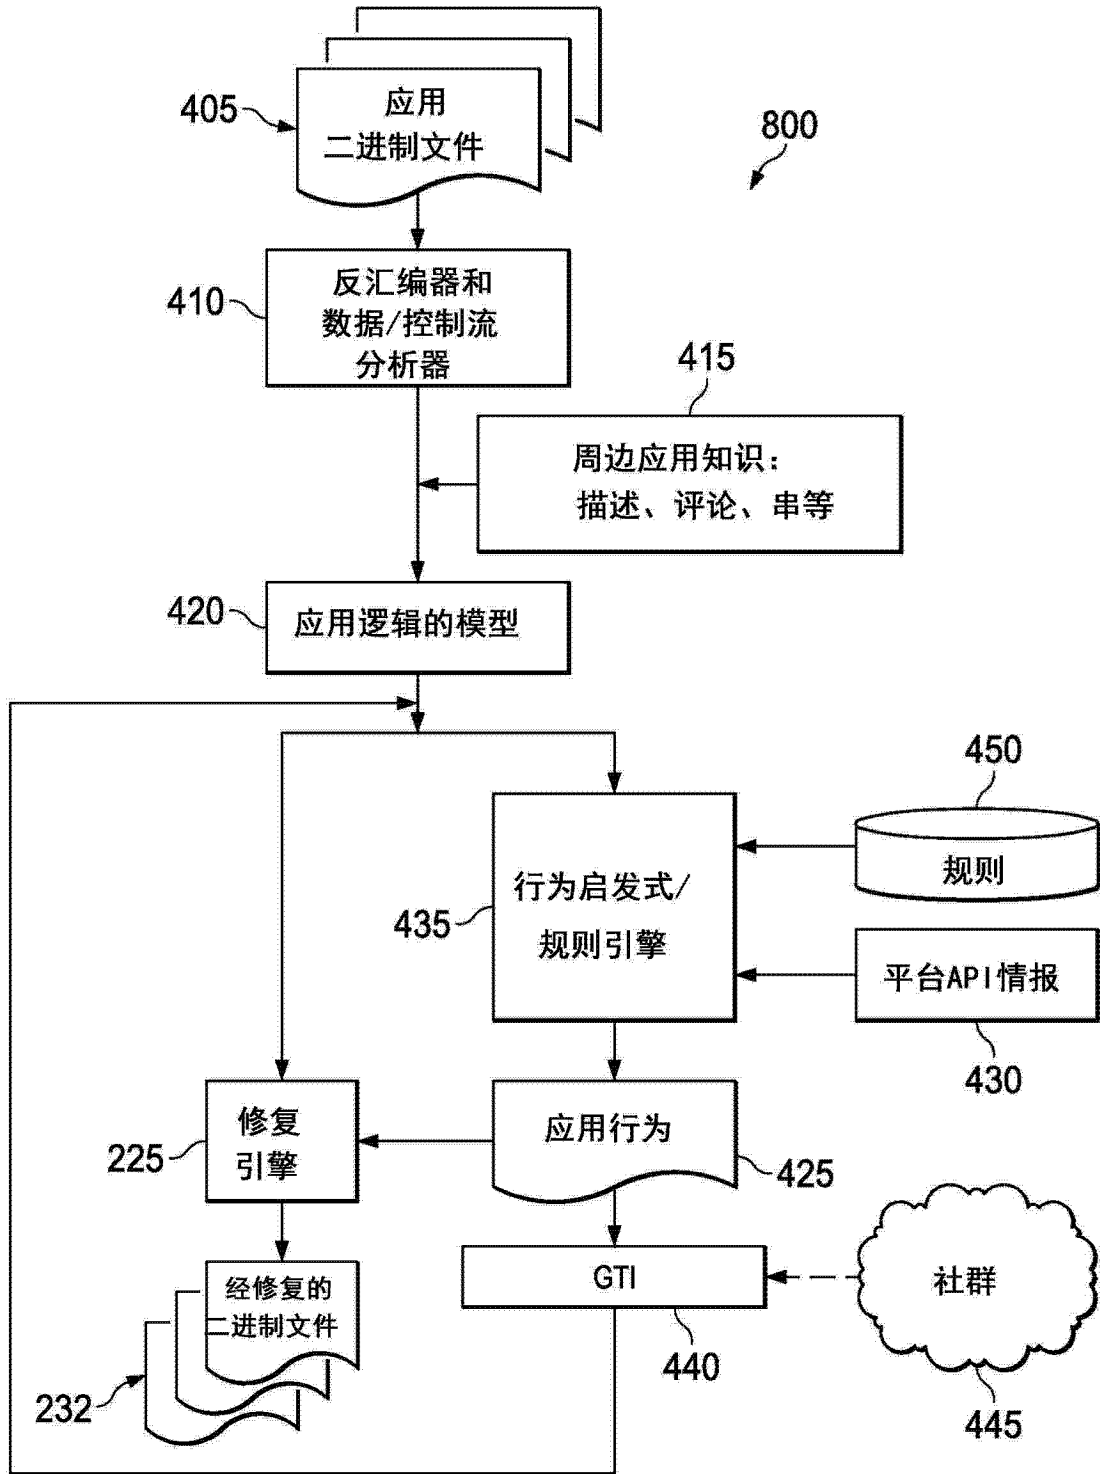 应用
二进制文件
405
800
反汇编器和
数据/控制流
分析器
410
415
周边应用知识：
描述、评论、串等
420
应用逻辑的模型
450
规则
行为启发式/
规则引擎
435
平台API情报
430
修复
引擎
225
应用行为
425
GTI
440
社群
445
经修复的
二进制文件
232